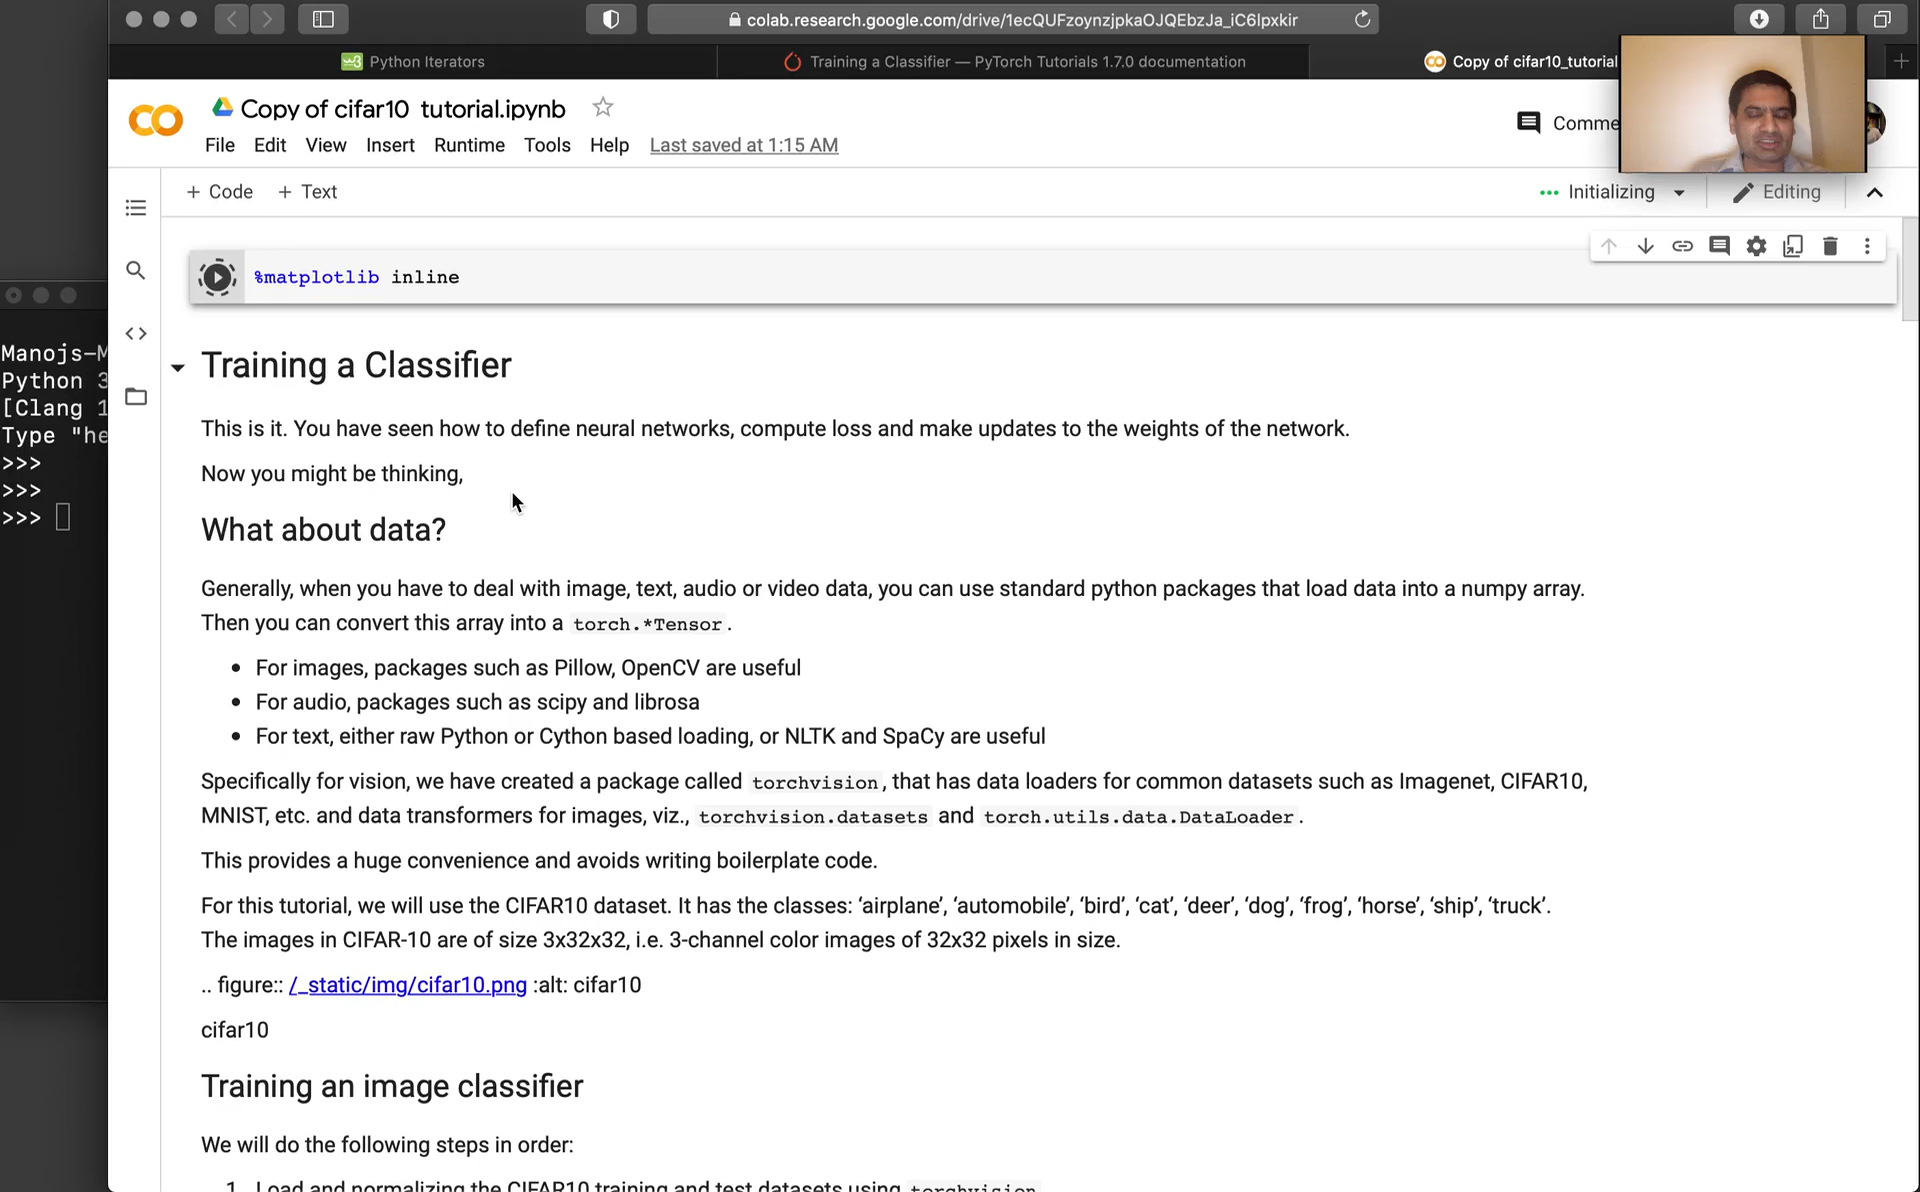 colab.research.google.com/drive/1ecQUFzoynzjpkaOJQEbzJa_iC6lpxkir
Python Iterators
Training a Classifier — PyTorch Tutorials 1.7.0 documentation
Copy of cifar10_tutorial
Copy of cifar10 tutorial.ipynb
Comme
File Edit View Insert Runtime Tools Help Last saved at 1:15 AM
+ Code + Text
Initializing
Editing
%matplotlib inline
Manojs-M
Python 3
[Clang 1
Type "he
>>>
>>>
>>>
Training a Classifier
This is it. You have seen how to define neural networks, compute loss and make updates to the weights of the network.
Now you might be thinking,
What about data?
Generally, when you have to deal with image, text, audio or video data, you can use standard python packages that load data into a numpy array.
Then you can convert this array into a torch.*Tensor.
• For images, packages such as Pillow, OpenCV are useful
• For audio, packages such as scipy and librosa
• For text, either raw Python or Cython based loading, or NLTK and SpaCy are useful
Specifically for vision, we have created a package called torchvision, that has data loaders for common datasets such as Imagenet, CIFAR10,
MNIST, etc. and data transformers for images, viz., torchvision.datasets and torch.utils.data.DataLoader.
This provides a huge convenience and avoids writing boilerplate code.
For this tutorial, we will use the CIFAR10 dataset. It has the classes: ‘airplane’, ‘automobile’, ‘bird’, ‘cat’, ‘deer’, ‘dog’, ‘frog’, ‘horse’, ‘ship’, ‘truck’.
The images in CIFAR-10 are of size 3x32x32, i.e. 3-channel color images of 32x32 pixels in size.
.. figure:: /_static/img/cifar10.png :alt: cifar10
cifar10
Training an image classifier
We will do the following steps in order:
1. Load and normalizing the CIFAR10 training and test datasets using torchvision